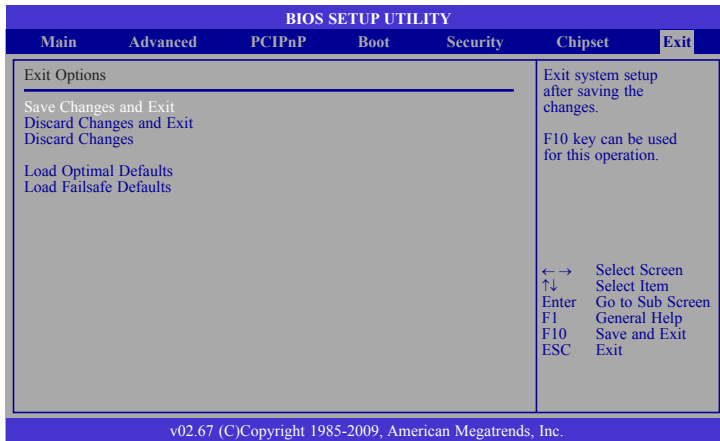 BIOS SETUP UTILITY
Main Advanced PCIPnP Boot Security Chipset Exit
Exit Options
Save Changes and Exit
Discard Changes and Exit
Discard Changes
Load Optimal Defaults
Load Failsafe Defaults
Exit system setup
after saving the
changes.
F10 key can be used
for this operation.
←→ Select Screen
↑↓ Select Item
Enter Go to Sub Screen
F1 General Help
F10 Save and Exit
ESC Exit
v02.67 (C)Copyright 1985-2009, American Megatrends, Inc.